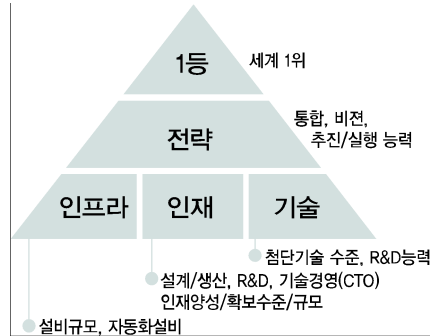 1등
세계 1위
전략
통합, 비젼,
추진/실행 능력
인프라
인재
기술
첨단기술 수준, R&D능력
설계/생산, R&D, 기술경영(CTO)
인재양성/확보수준/규모
설비규모, 자동화설비